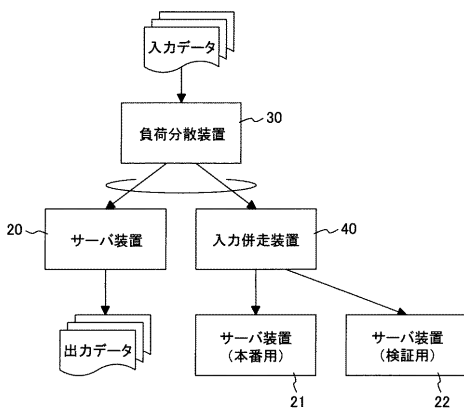 入力データ
負荷分散装置
30
20
サーバ装置
入力併走装置
40
出力データ
サーバ装置
(本番用)
サーバ装置
(検証用)
21
22